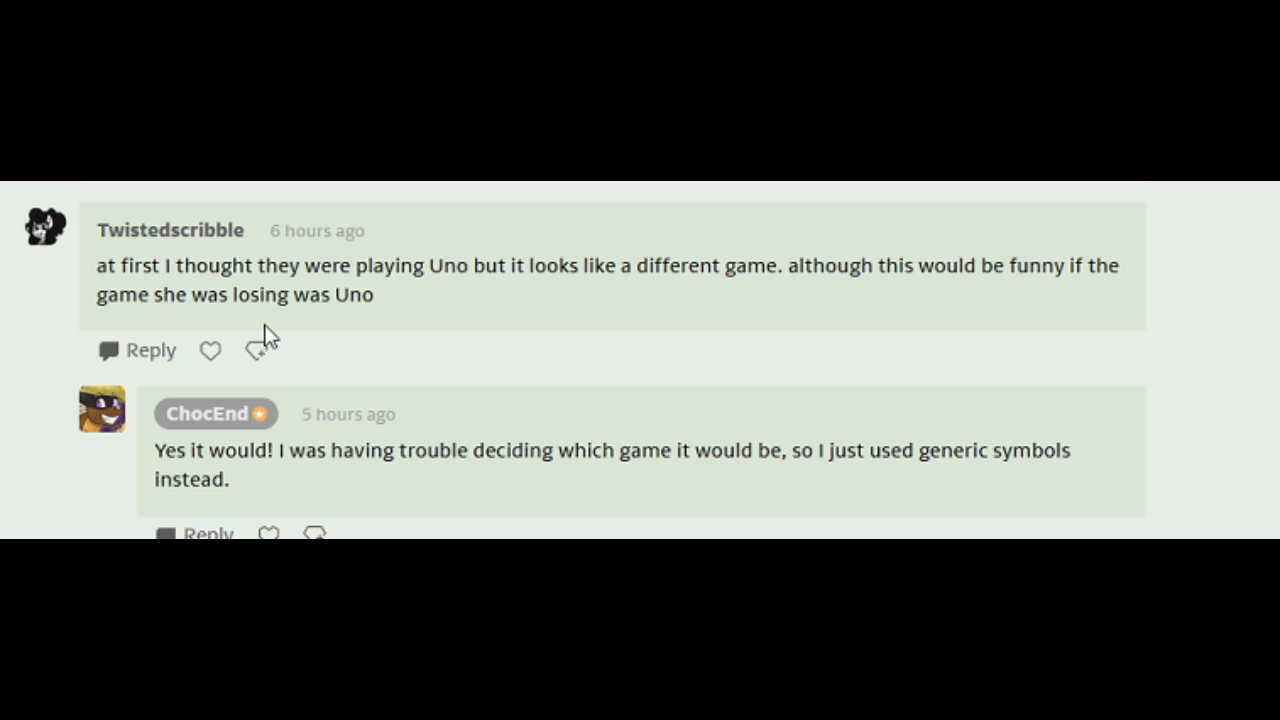 Twistedscribble 6 hours ago
at first I thought they were playing Uno but it looks like a different game. although this would be funny if the
game she was losing was Uno
Reply
ChocEnd 5 hours ago
Yes it would! I was having trouble deciding which game it would be, so I just used generic symbols
instead.
Reply